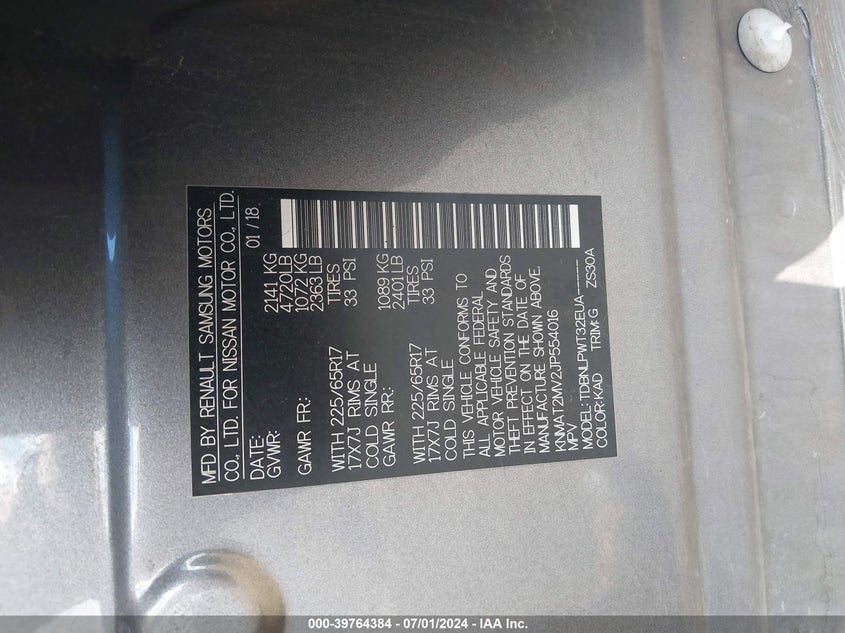 MFD BY RENAULT SAMSUNG MOTORS
CO., LTD. FOR NISSAN MOTOR CO., LTD.
DATE: 01 / 18
GVWR: 2141 KG
4720LB
GAWR FR: 1072 KG
2363 LB
WITH 225/65R17 TIRES
17X7J RIMS AT 33 PSI
COLD SINGLE
GAWR RR: 1089 KG
2401LB
WITH 225/65R17 TIRES
17X7J RIMS AT 33 PSI
COLD SINGLE
THIS VEHICLE CONFORMS TO
ALL APPLICABLE FEDERAL
MOTOR VEHICLE SAFETY AND
THEFT PREVENTION STANDARDS
IN EFFECT ON THE DATE OF
MANUFACTURE SHOWN ABOVE.
KNMAT2MV2JP554016
MPV
MODEL: TDBNLPWT32EUA------
COLOR: KAD TRIM: G ZS30A
000-39764384 - 07/01/2024 - IAA Inc.